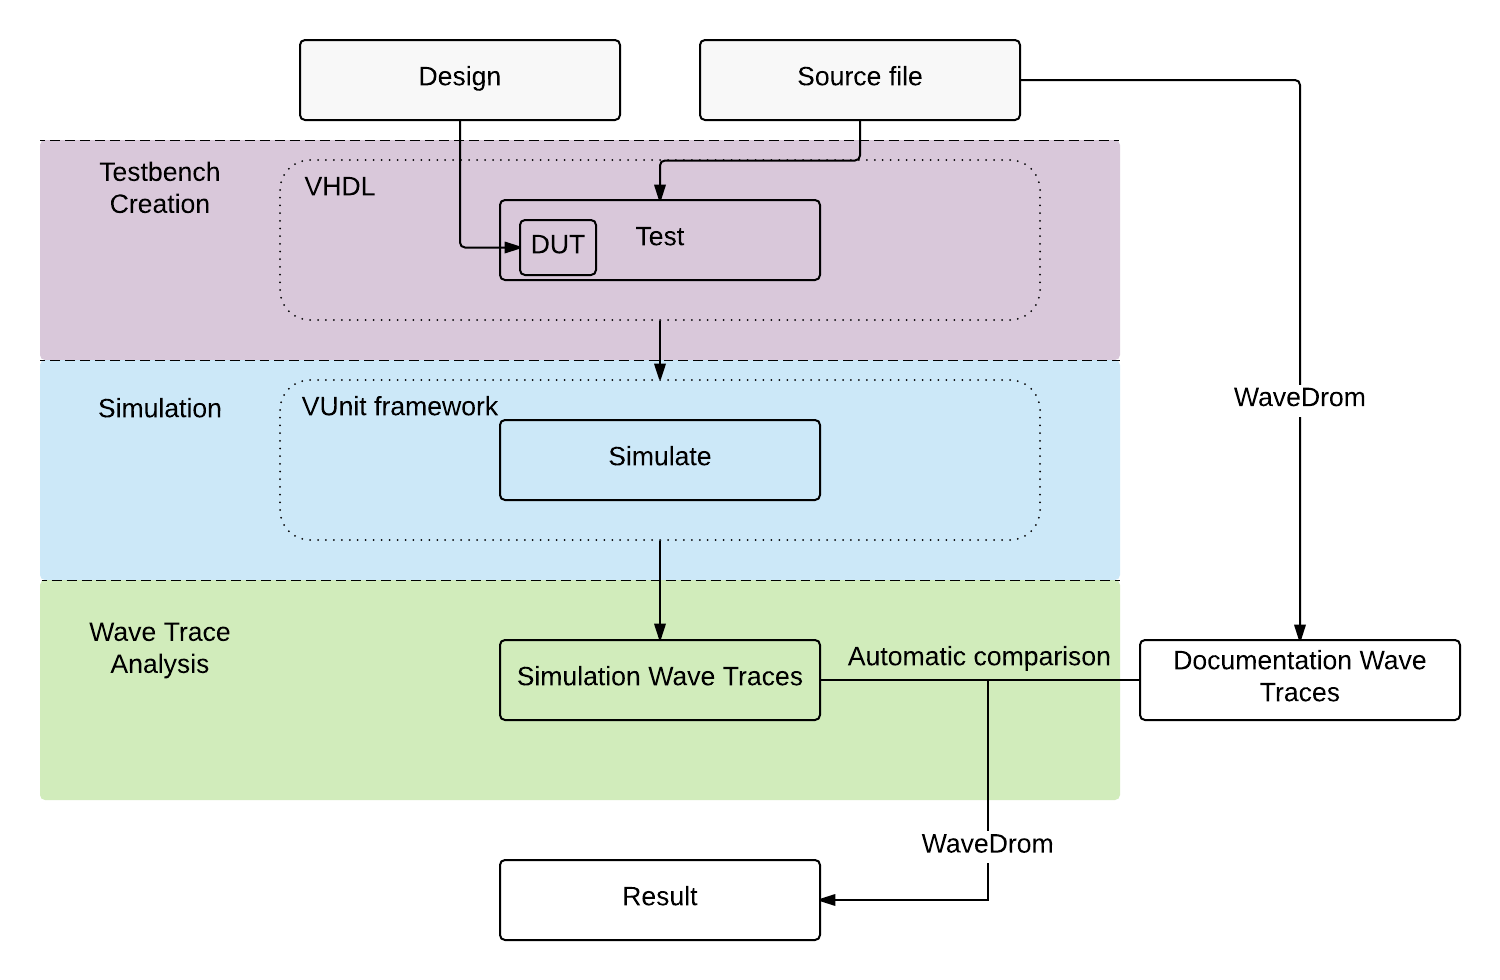 Design
Source file
Testbench
Creation
VHDL
DUT
Test
Simulation
VUnit framework
Simulate
WaveDrom
Wave Trace
Analysis
Simulation Wave Traces
Automatic comparison
Documentation Wave
Traces
WaveDrom
Result